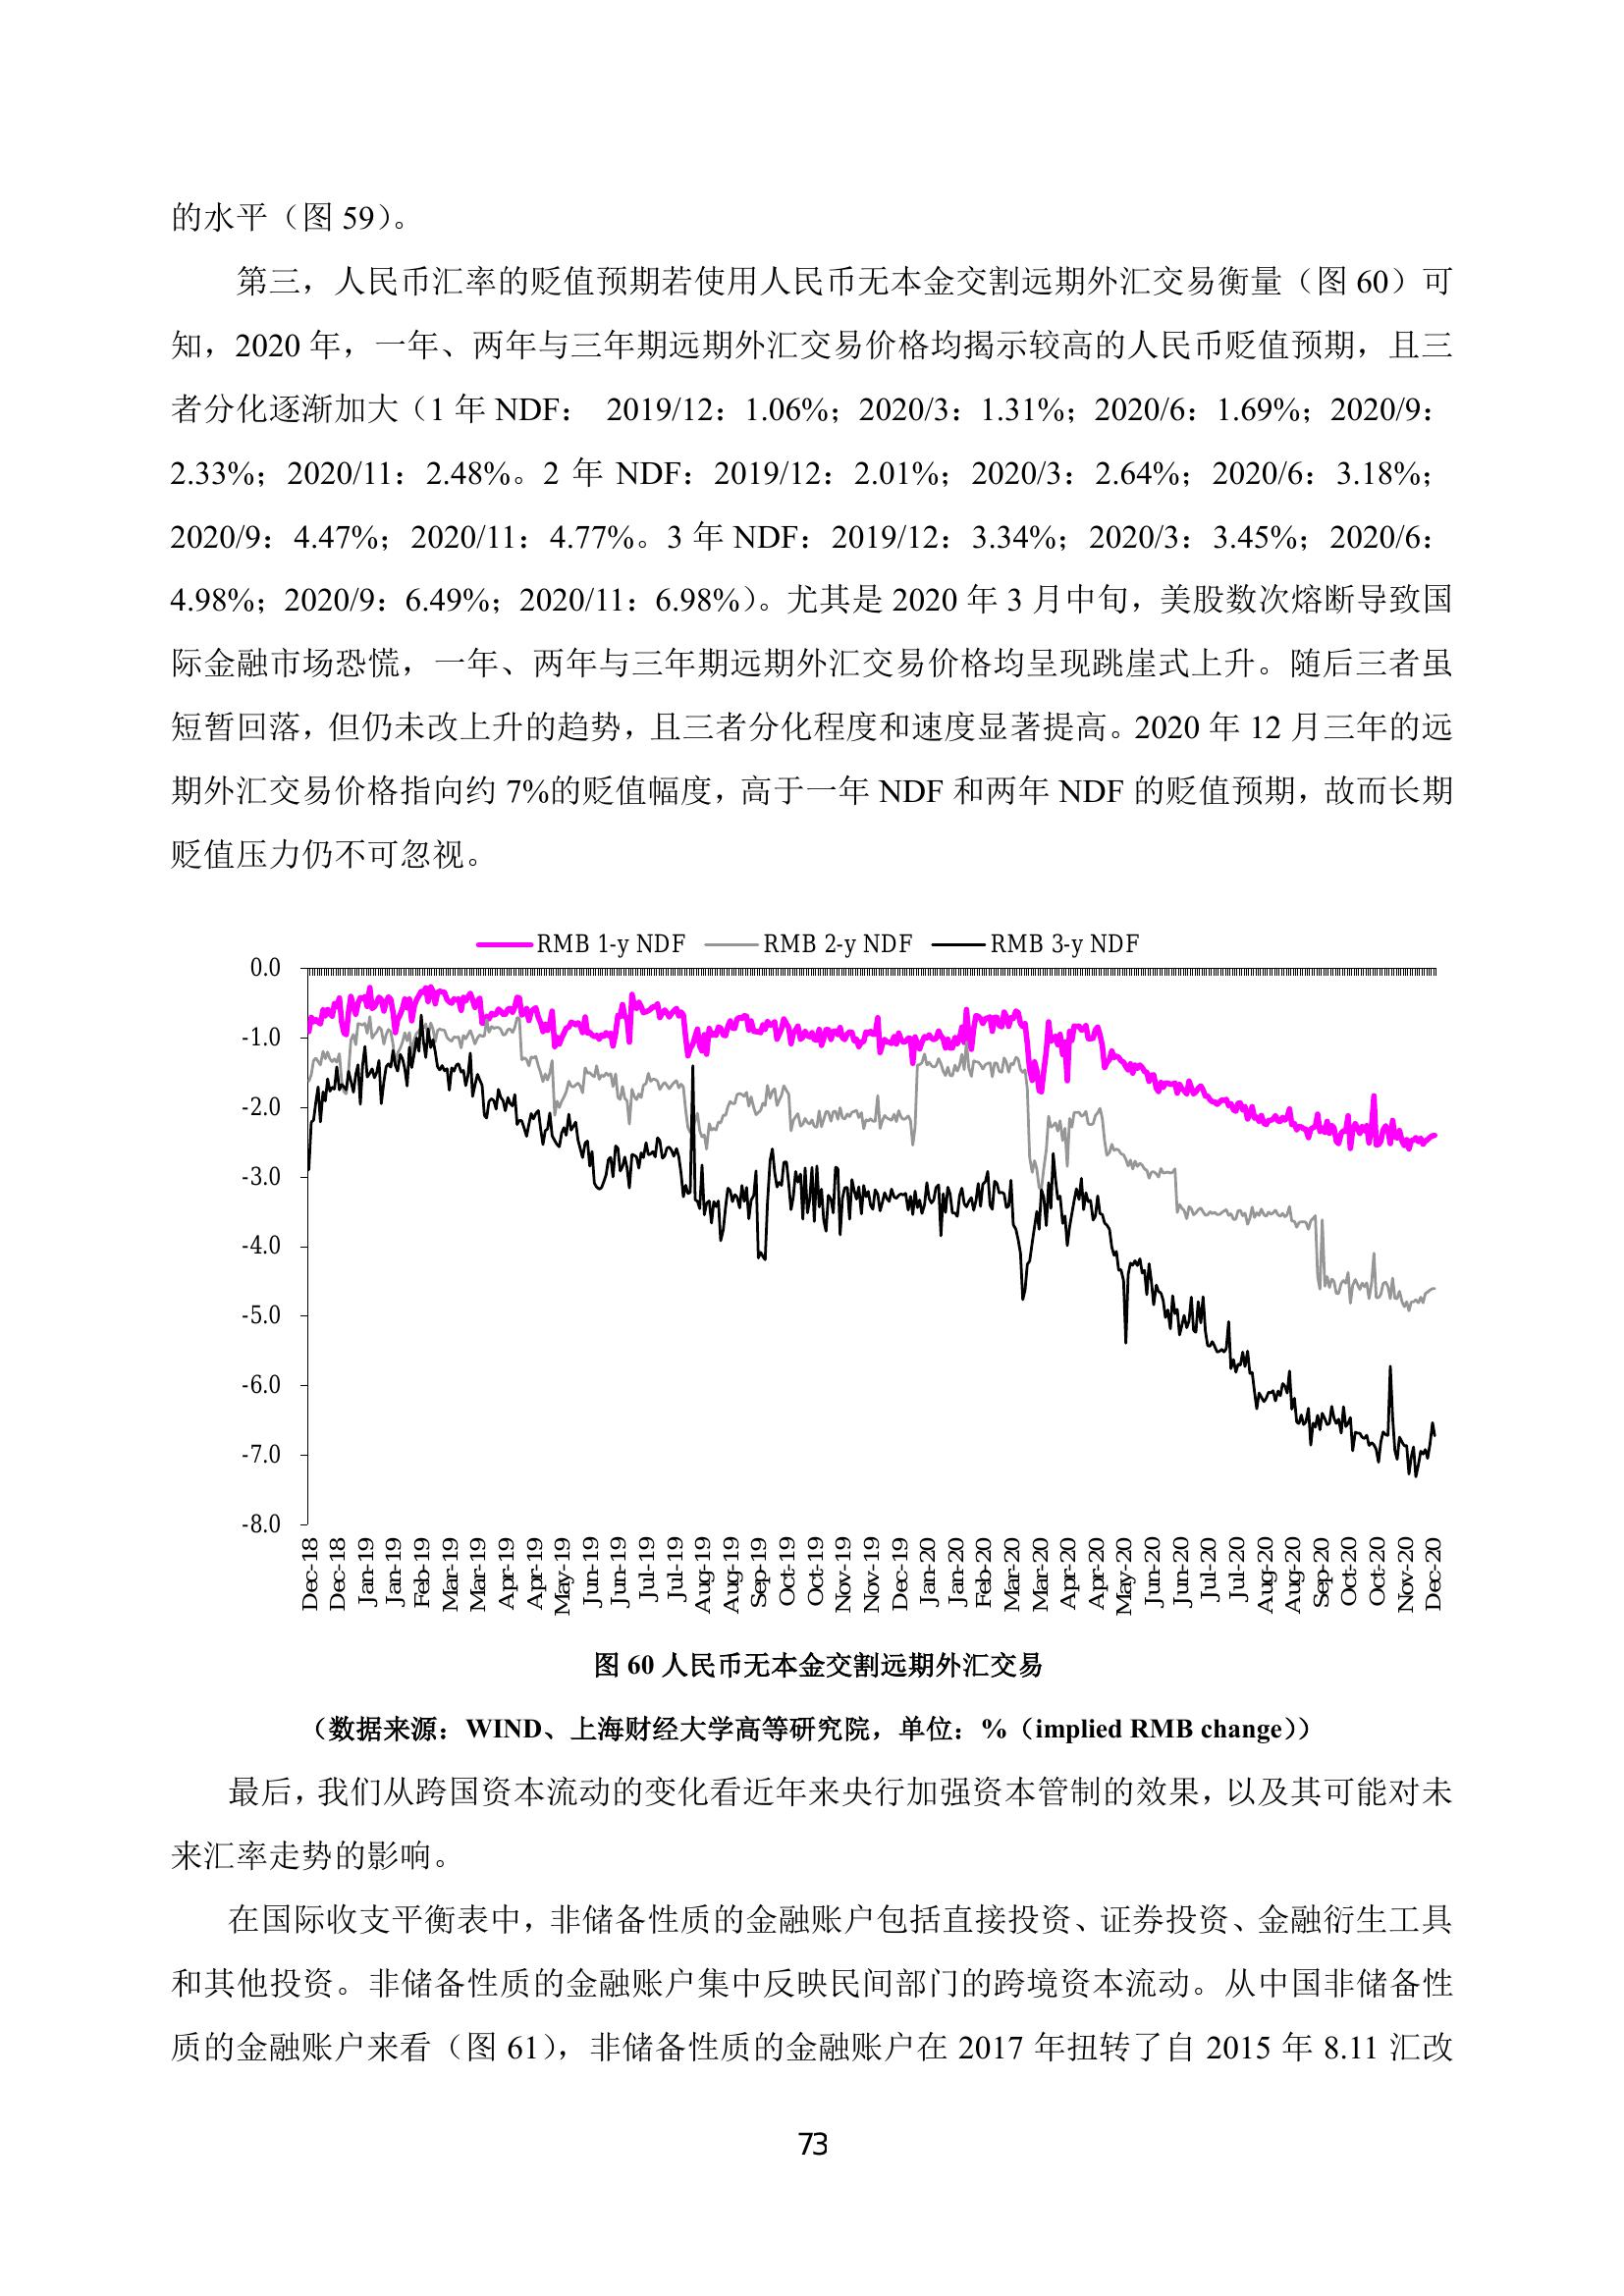 的水平（图 59）。
第三，人民币汇率的贬值预期若使用人民币无本金交割远期外汇交易衡量（图 60）可
知，2020 年，一年、两年与三年期远期外汇交易价格均揭示较高的人民币贬值预期，且三
者分化逐渐加大（1 年 NDF： 2019/12：1.06%；2020/3：1.31%；2020/6：1.69%；2020/9：
2.33%；2020/11：2.48%。2 年 NDF：2019/12：2.01%；2020/3：2.64%；2020/6：3.18%；
2020/9：4.47%；2020/11：4.77%。3 年 NDF：2019/12：3.34%；2020/3：3.45%；2020/6：
4.98%；2020/9：6.49%；2020/11：6.98%）。尤其是 2020 年 3 月中旬，美股数次熔断导致国
际金融市场恐慌，一年、两年与三年期远期外汇交易价格均呈现跳崖式上升。随后三者虽
短暂回落，但仍未改上升的趋势，且三者分化程度和速度显著提高。2020 年 12 月三年的远
期外汇交易价格指向约 7%的贬值幅度，高于一年 NDF 和两年 NDF 的贬值预期，故而长期
贬值压力仍不可忽视。
RMB 1-y NDF RMB 2-y NDF RMB 3-y NDF
0.0
-1.0
-2.0
-3.0
-4.0
-5.0
-6.0
-7.0
-8.0
Dec-18
Dec-18
Jan-19
Jan-19
Feb-19
Mar-19
Mar-19
Apr-19
Apr-19
May-19
Jun-19
Jun-19
Jul-19
Jul-19
Aug-19
Aug-19
Sep-19
Oct-19
Oct-19
Nov-19
Nov-19
Dec-19
Jan-20
Jan-20
Feb-20
Mar-20
Mar-20
Apr-20
Apr-20
May-20
Jun-20
Jun-20
Jul-20
Jul-20
Aug-20
Aug-20
Sep-20
Oct-20
Oct-20
Nov-20
Dec-20
图 60 人民币无本金交割远期外汇交易
（数据来源：WIND、上海财经大学高等研究院，单位：%（implied RMB change））
最后，我们从跨国资本流动的变化看近年来央行加强资本管制的效果，以及其可能对未
来汇率走势的影响。
在国际收支平衡表中，非储备性质的金融账户包括直接投资、证券投资、金融衍生工具
和其他投资。非储备性质的金融账户集中反映民间部门的跨境资本流动。从中国非储备性
质的金融账户来看（图 61），非储备性质的金融账户在 2017 年扭转了自 2015 年 8.11 汇改
73